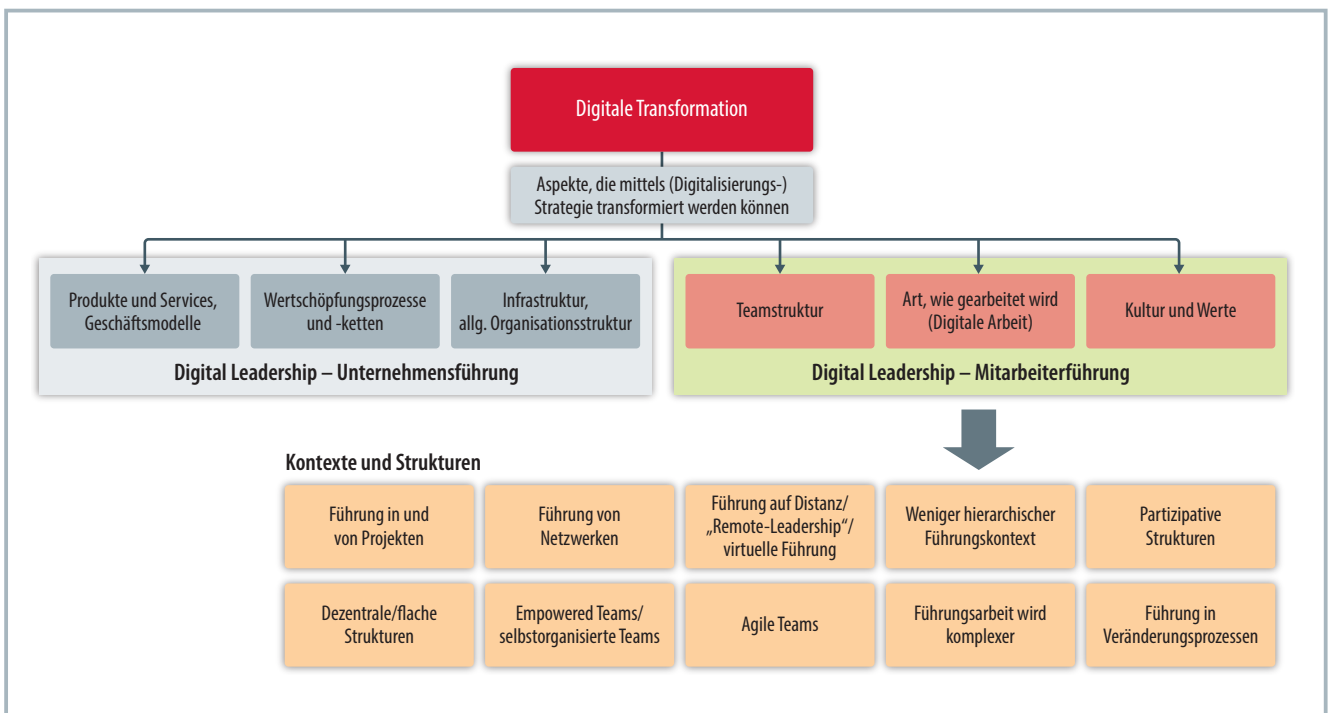 Digitale Transformation
Aspekte, die mittels (Digitalisierungs-)
Strategie transformiert werden können
Produkte und Services,
Geschäftsmodelle
Wertschöpfungsprozesse
und -ketten
Infrastruktur,
allg. Organisationsstruktur
Digital Leadership – Unternehmensführung
Teamstruktur
Art, wie gearbeitet wird
(Digitale Arbeit)
Kultur und Werte
Digital Leadership – Mitarbeiterführung
Kontexte und Strukturen
Führung in und
von Projekten
Führung von
Netzwerken
Führung auf Distanz/
„Remote-Leadership“/
virtuelle Führung
Weniger hierarchischer
Führungskontext
Partizipative
Strukturen
Dezentrale/flache
Strukturen
Empowered Teams/
selbstorganisierte Teams
Agile Teams
Führungsarbeit wird
komplexer
Führung in
Veränderungsprozessen